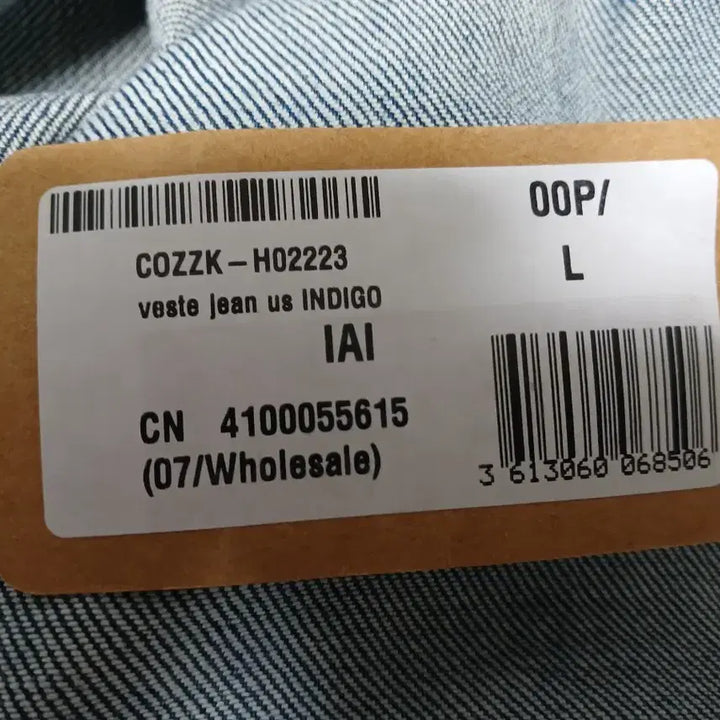 COZZK-H02223
veste jean us INDIGO
IAI
CN 4100055615
(07/Wholesale)
00P/
L
3 613060 068506